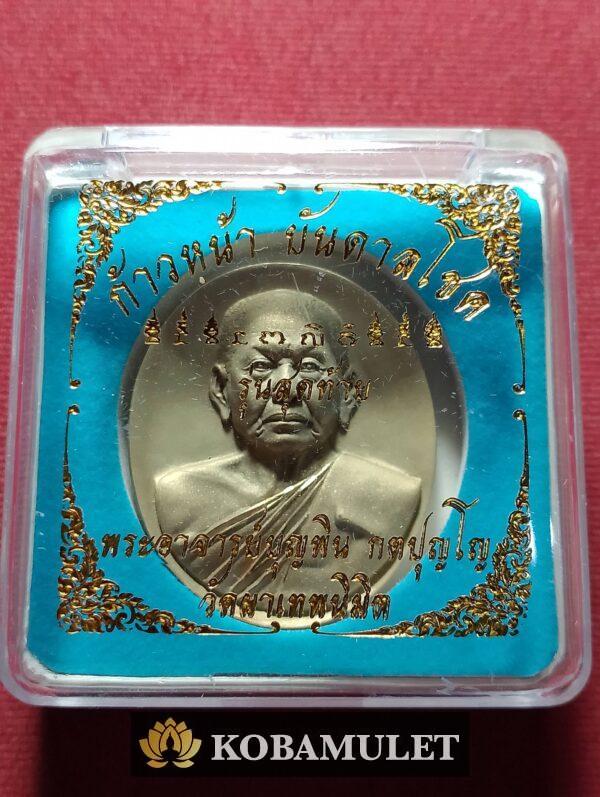 ก้าวหน้า บันดาลโชค
รุ่นสุดท้าย
พระอาจารย์บุญพิน กตปุญโญ
วัดผาเทพนิมิต
KOBAMULET